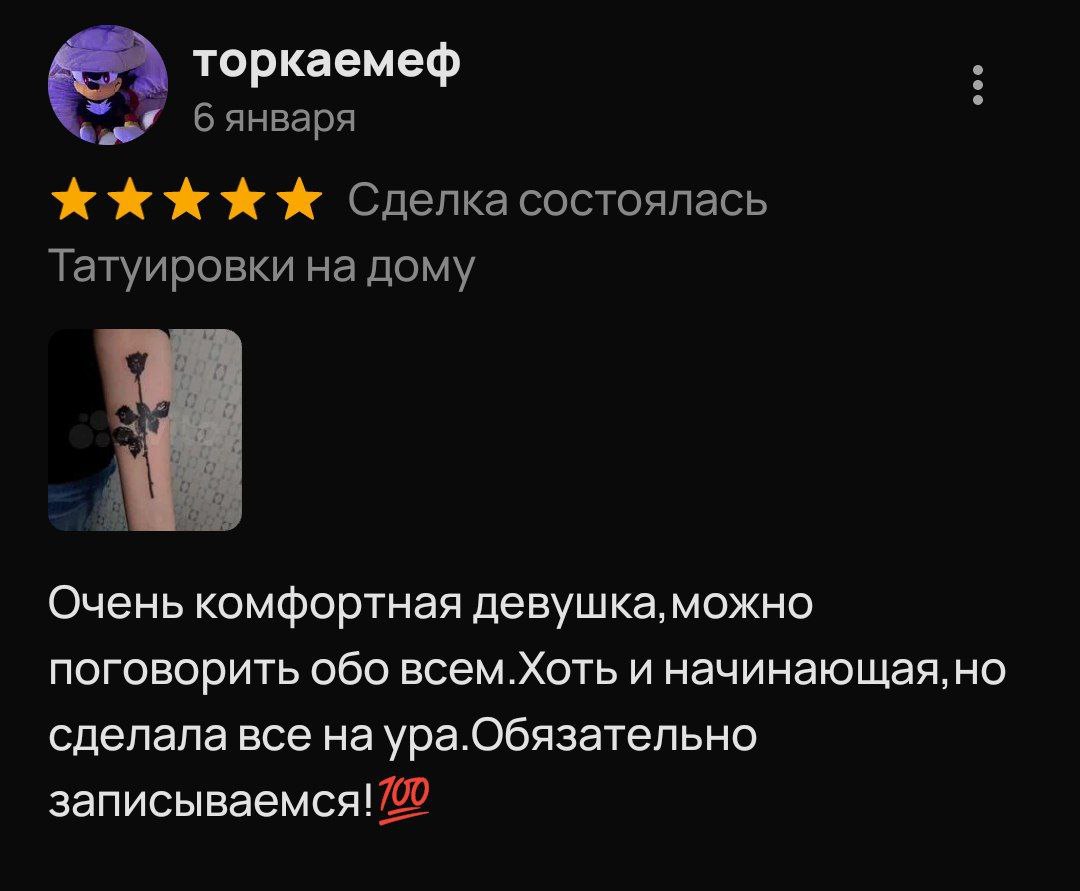 торкаемеф
6 января
Сделка состоялась
Татуировки на дому
Очень комфортная девушка,можно
поговорить обо всем.Хоть и начинающая,но
сделала все на ура.Обязательно
записываемся!💯